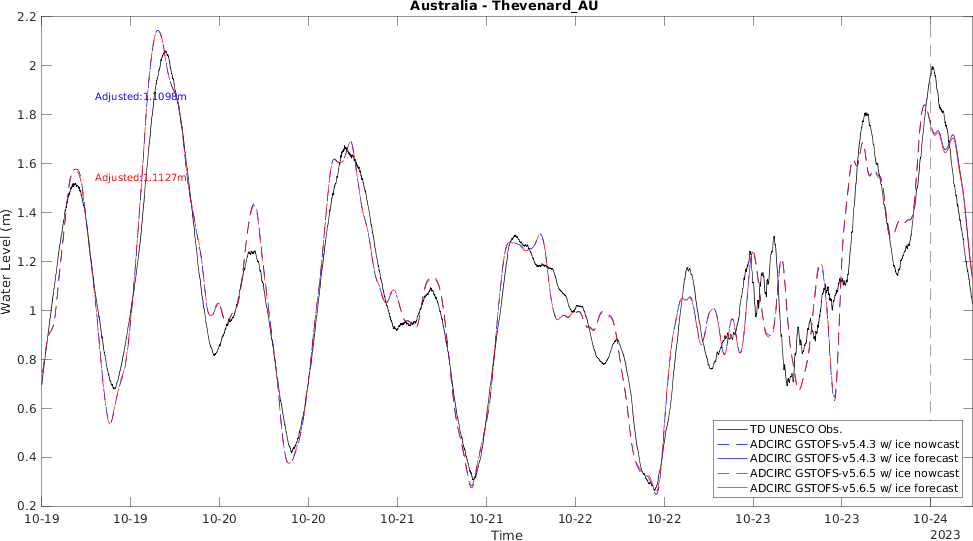 Australia - Thevenard_AU
Water Level (m)
2.2
2
1.8
1.6
1.4
1.2
1
0.8
0.6
0.4
0.2
Adjusted:1.1098m
Adjusted:1.1127m
TD UNESCO Obs.
ADCIRC GSTOFS-v5.4.3 w/ ice nowcast
ADCIRC GSTOFS-v5.4.3 w/ ice forecast
ADCIRC GSTOFS-v5.6.5 w/ ice nowcast
ADCIRC GSTOFS-v5.6.5 w/ ice forecast
10-19 10-19 10-20 10-20 10-21 10-21 10-22 10-22 10-23 10-23 10-24
Time
2023